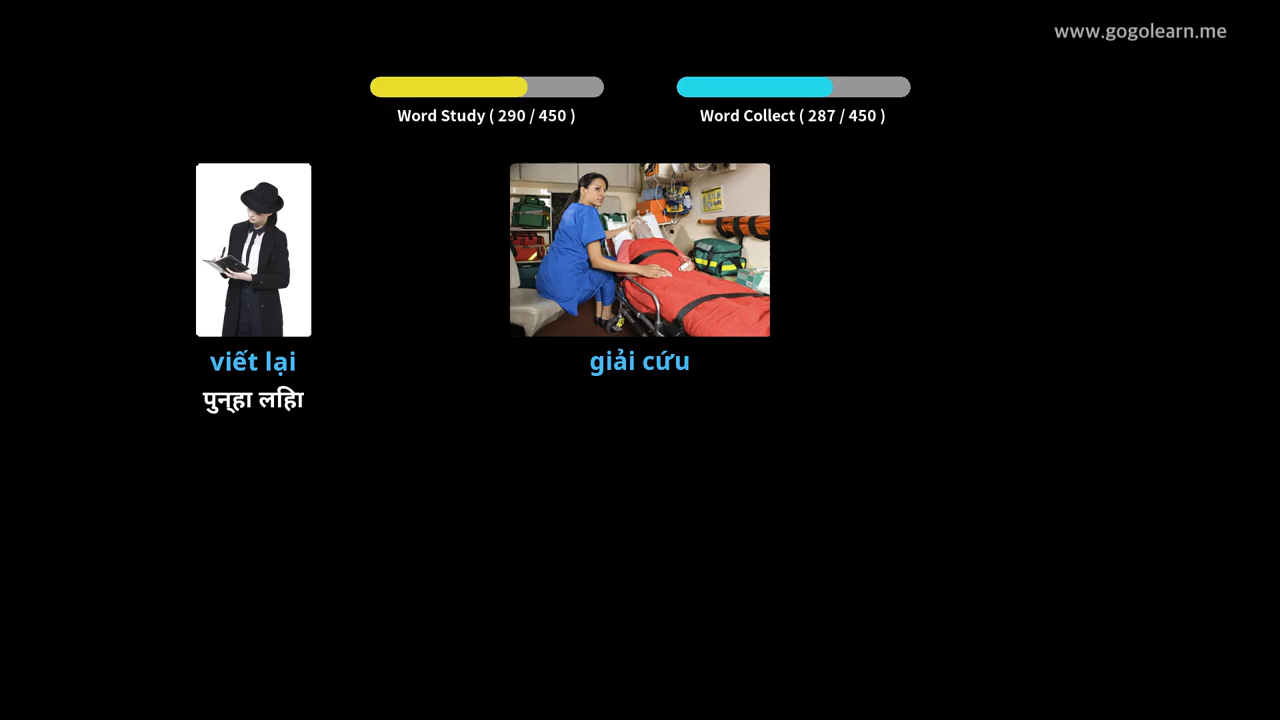 www.gogolearn.me
Word Study ( 290 / 450 )
Word Collect ( 287 / 450 )
viết lại
giải cứu
पुन्हा लिहा